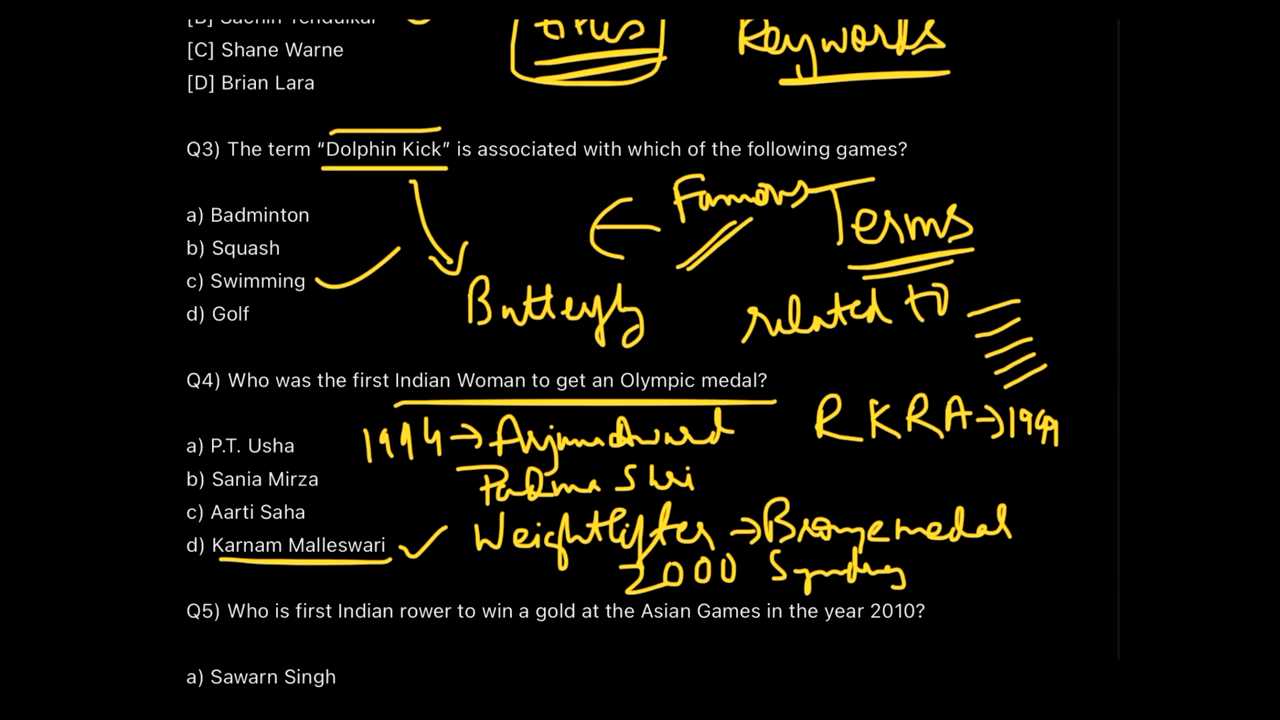 [B] Sachin Tendulkar
Keywords
[C] Shane Warne
[D] Brian Lara
Q3) The term “Dolphin Kick” is associated with which of the following games?
Famous
Terms
related to
a) Badminton
b) Squash
c) Swimming
d) Golf
Butterfly
Q4) Who was the first Indian Woman to get an Olympic medal?
RKRA → 1999
1994 → Arjuna Award
Padma Shri
a) P.T. Usha
b) Sania Mirza
c) Aarti Saha
d) Karnam Malleswari
Weightlifter → Bronze medal
2000 Sydney
Q5) Who is first Indian rower to win a gold at the Asian Games in the year 2010?
a) Sawarn Singh